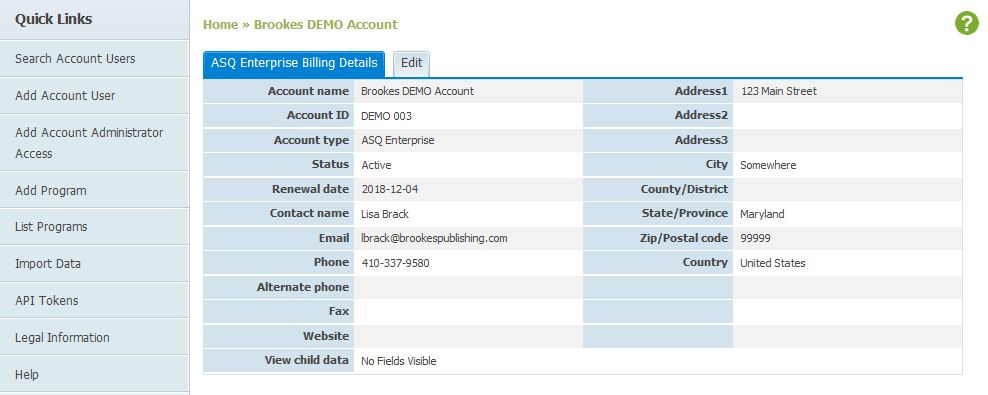 Quick Links
Search Account Users
Add Account User
Add Account Administrator
Access
Add Program
List Programs
Import Data
API Tokens
Legal Information
Help
Home » Brookes DEMO Account
?
ASQ Enterprise Billing Details Edit
Account name Brookes DEMO Account Address1 123 Main Street
Account ID DEMO 003 Address2
Account type ASQ Enterprise Address3
Status Active City Somewhere
Renewal date 2018-12-04 County/District
Contact name Lisa Brack State/Province Maryland
Email lbrack@brookespublishing.com Zip/Postal code 99999
Phone 410-337-9580 Country United States
Alternate phone
Fax
Website
View child data No Fields Visible